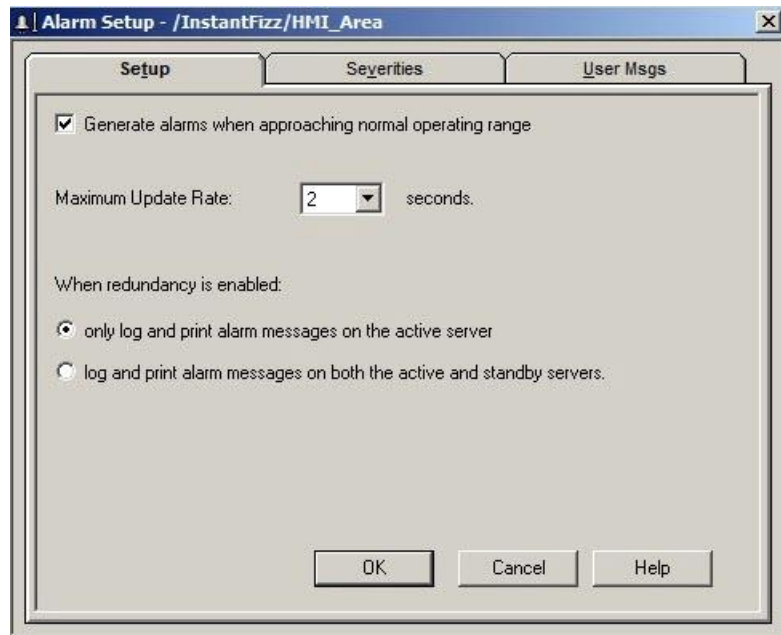 Alarm Setup - /InstantFizz/HMI_Area
Setup
Severities
User Msgs
Generate alarms when approaching normal operating range
Maximum Update Rate: 2 seconds.
When redundancy is enabled:
only log and print alarm messages on the active server
log and print alarm messages on both the active and standby servers.
OK Cancel Help